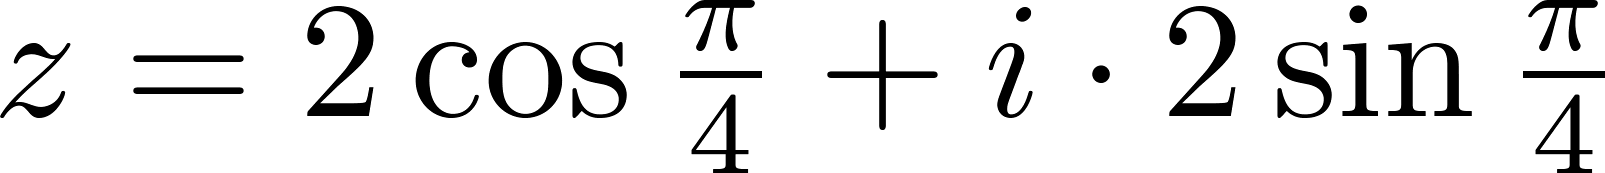 z = 2 cos π/4 + i · 2 sin π/4